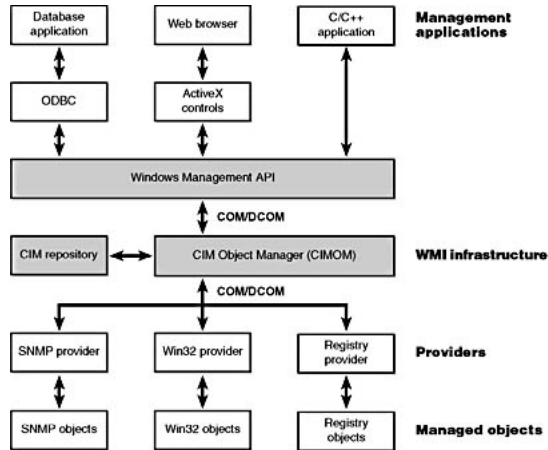 Database
application
Web browser
C/C++
application
Management
applications
ODBC
ActiveX
controls
Windows Management API
COM/DCOM
CIM repository
CIM Object Manager (CIMOM)
WMI infrastructure
COM/DCOM
SNMP provider
Win32 provider
Registry
provider
Providers
SNMP objects
Win32 objects
Registry
objects
Managed objects